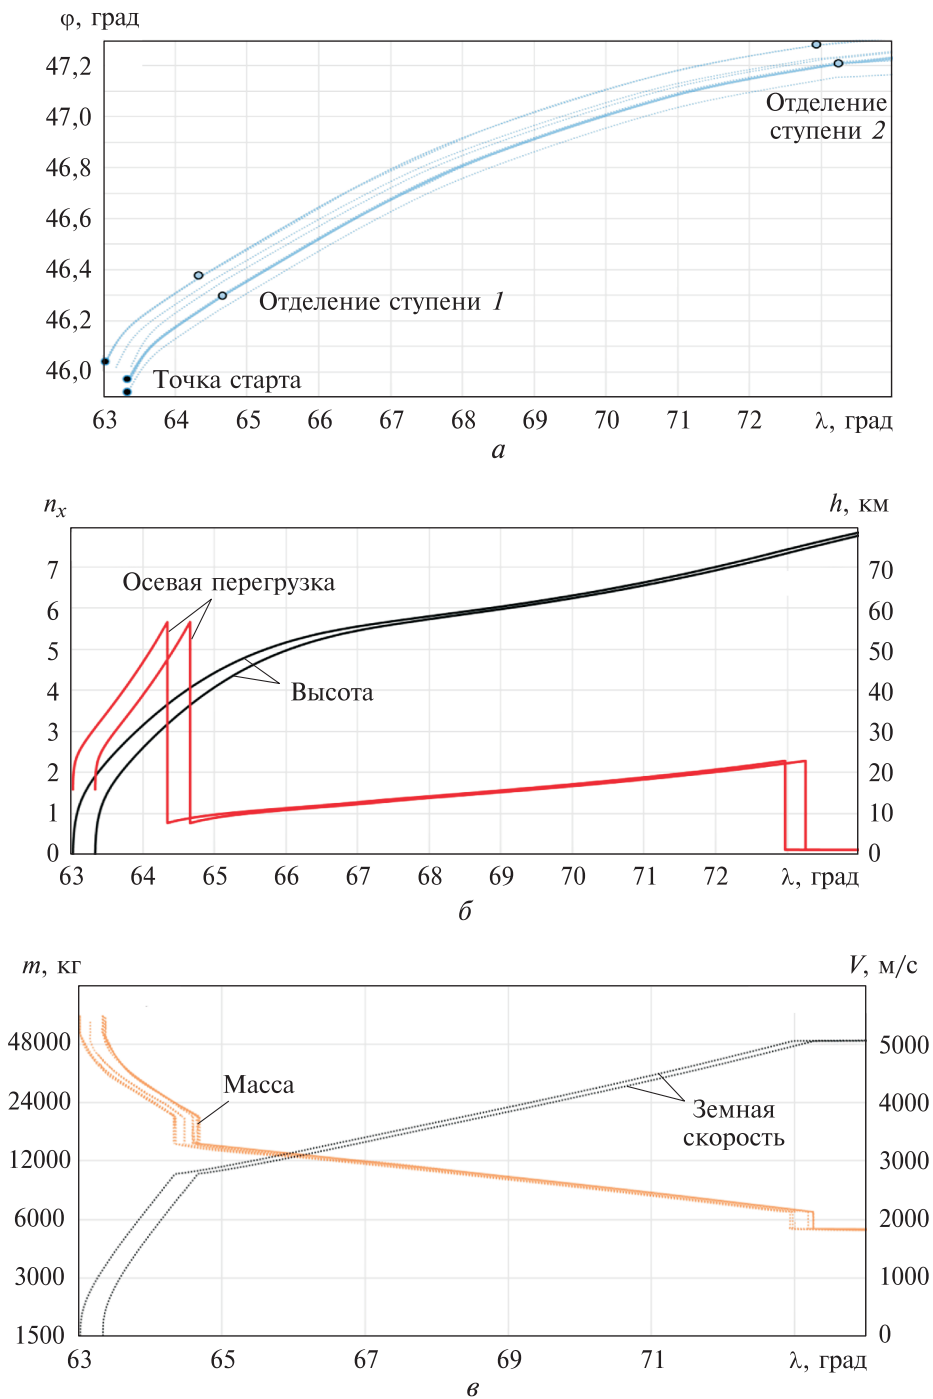 φ, град
47,2
47,0
46,8
46,6
46,4
46,2
46,0
Отделение
ступени 2
Отделение ступени 1
Точка старта
63 64 65 66 67 68 69 70 71 72 λ, град
а
n_x h, км
7 70
6 60
5 50
4 40
3 30
2 20
1 10
0 0
Осевая перегрузка
Высота
63 64 65 66 67 68 69 70 71 72 λ, град
б
m, кг V, м/с
48000 5000
24000 4000
12000 3000
6000 2000
3000 1000
1500 0
Масса
Земная
скорость
63 65 67 69 71 λ, град
в